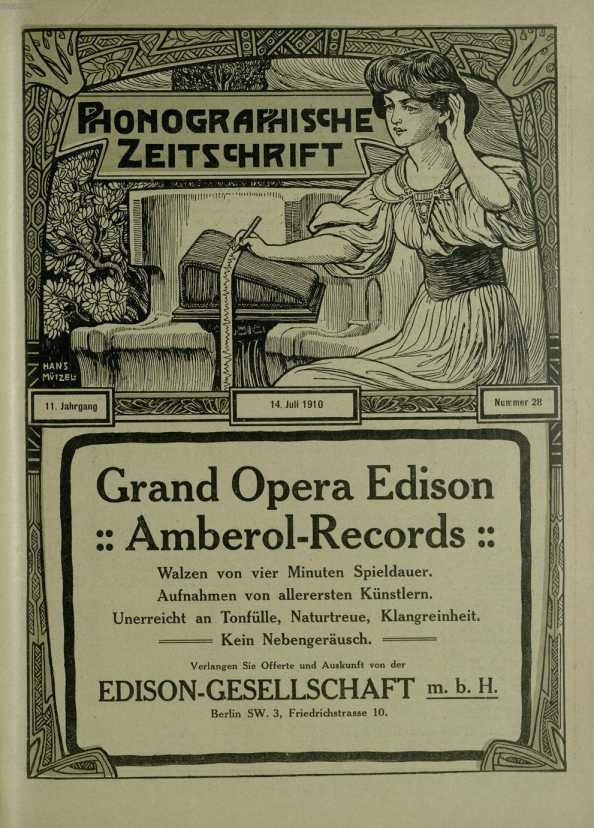 PHONOGRAPHISCHE
ZEITSCHRIFT
HANS
MÜTZEL
11. Jahrgang
14. Juli 1910
Nummer 28
Grand Opera Edison
:: Amberol-Records ::
Walzen von vier Minuten Spieldauer.
Aufnahmen von allerersten Künstlern.
Unerreicht an Tonfülle, Naturtreue, Klangreinheit.
Kein Nebengeräusch.
Verlangen Sie Offerte und Auskunft von der
EDISON-GESELLSCHAFT m. b. H.
Berlin SW. 3, Friedrichstrasse 10.